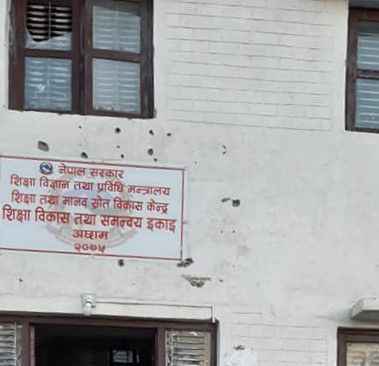 नेपाल सरकार
शिक्षा विज्ञान तथा प्रविधि मन्त्रालय
शिक्षा तथा मानव स्रोत विकास केन्द्र
शिक्षा विकास तथा समन्वय इकाइ
अछाम
२०७५